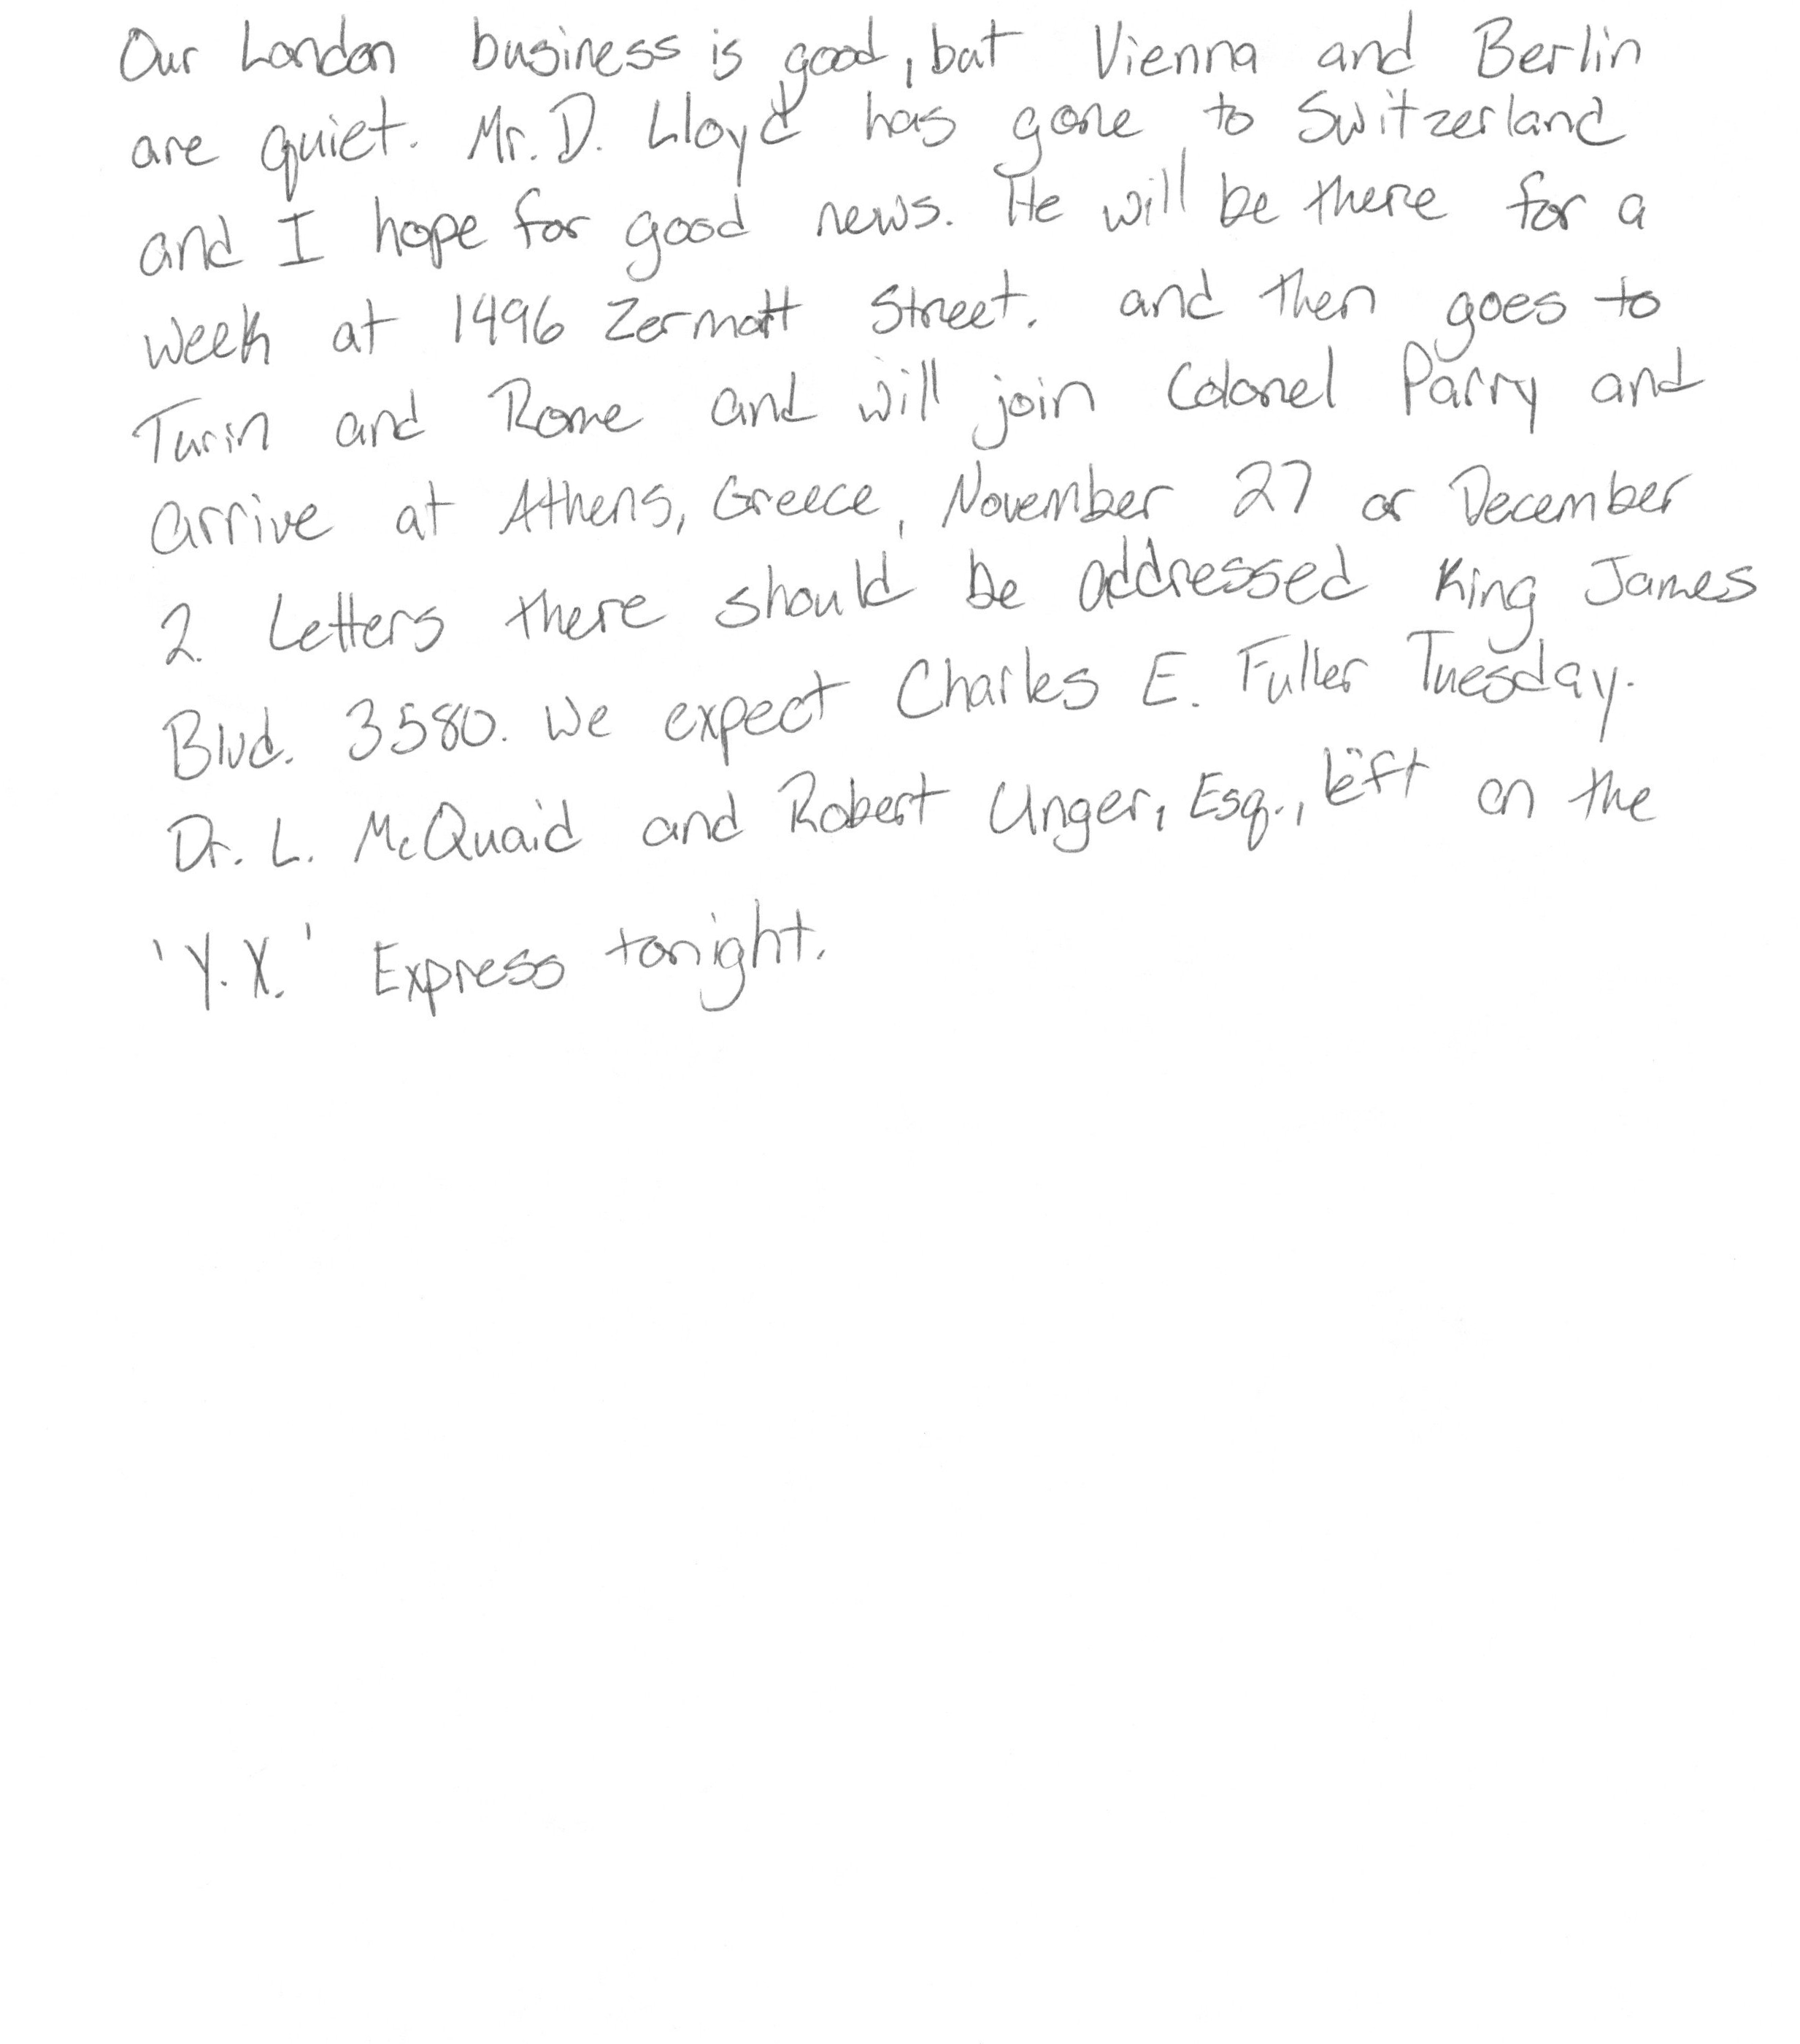 Our London business is good, but Vienna and Berlin
are quiet. Mr. D. Lloyd has gone to Switzerland
and I hope for good news. He will be there for a
week at 1496 Zermatt Street. and then goes to
Turin and Rome and will join Colonel Parry and
arrive at Athens, Greece, November 27 or December
2. Letters there should be addressed King James
Blvd. 3580. We expect Charles E. Fuller Tuesday.
Dr. L. McQuaid and Robert Unger, Esq., left on the
'Y.X.' Express tonight.